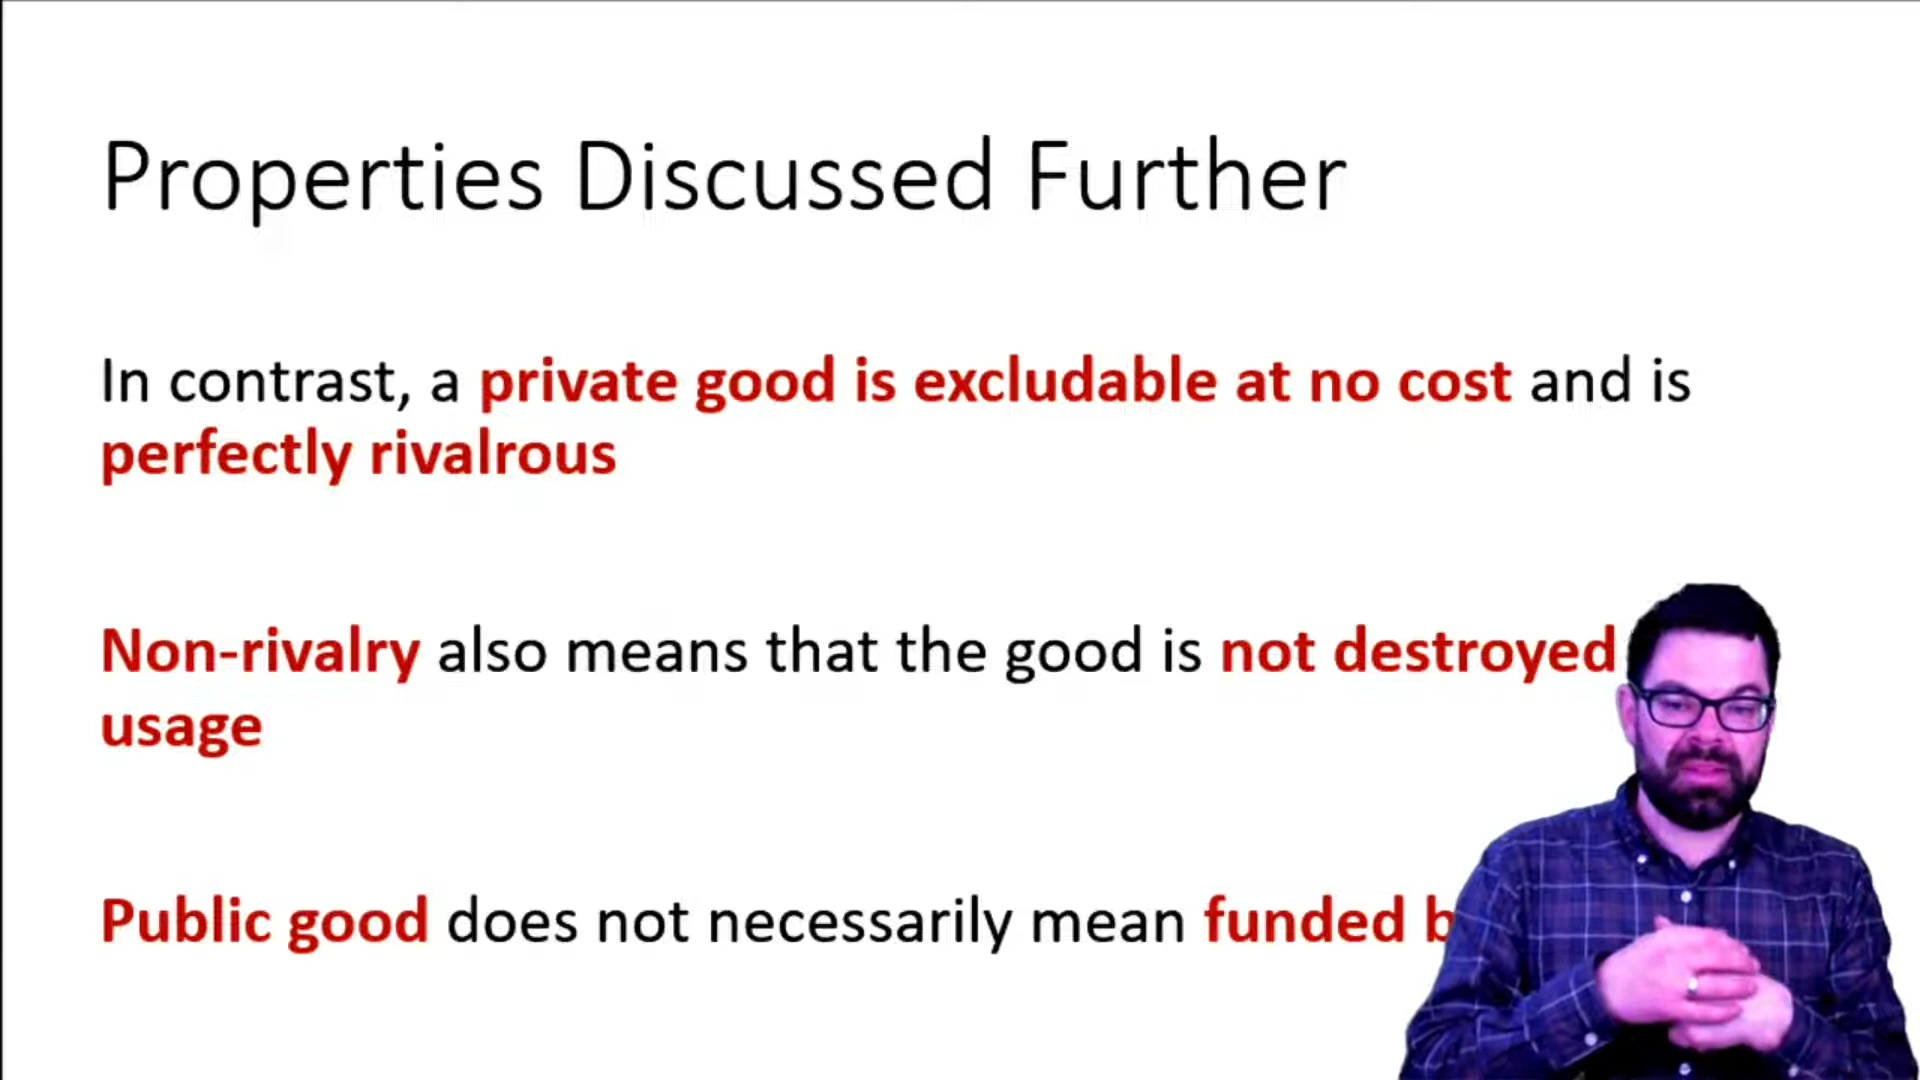 Properties Discussed Further
In contrast, a private good is excludable at no cost and is
perfectly rivalrous
Non-rivalry also means that the good is not destroyed
usage
Public good does not necessarily mean funded